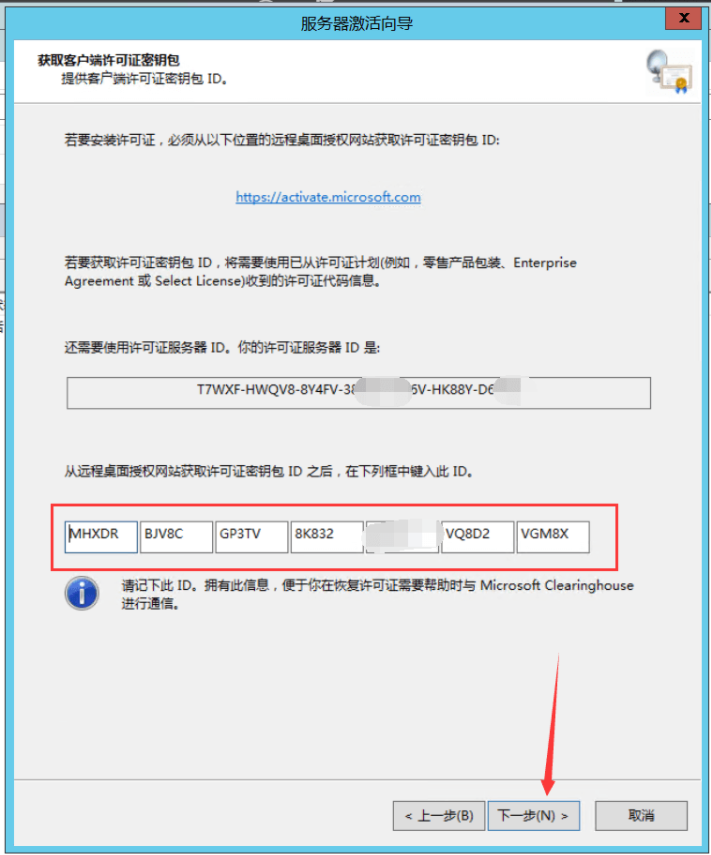 服务器激活向导
x
获取客户端许可证密钥包
提供客户端许可证密钥包 ID。
若要安装许可证，必须从以下位置的远程桌面授权网站获取许可证密钥包 ID:
https://activate.microsoft.com
若要获取许可证密钥包 ID，将需要使用已从许可证计划(例如，零售产品包装、Enterprise
Agreement 或 Select License)收到的许可证代码信息。
还需要使用许可证服务器 ID。你的许可证服务器 ID 是:
T7WXF-HWQV8-8Y4FV-38 6V-HK88Y-D6
从远程桌面授权网站获取许可证密钥包 ID 之后，在下列框中键入此 ID。
MHXDR BJV8C GP3TV 8K832 VQ8D2 VGM8X
请记下此 ID。拥有此信息，便于你在恢复许可证需要帮助时与 Microsoft Clearinghouse
进行通信。
< 上一步(B) 下一步(N) > 取消